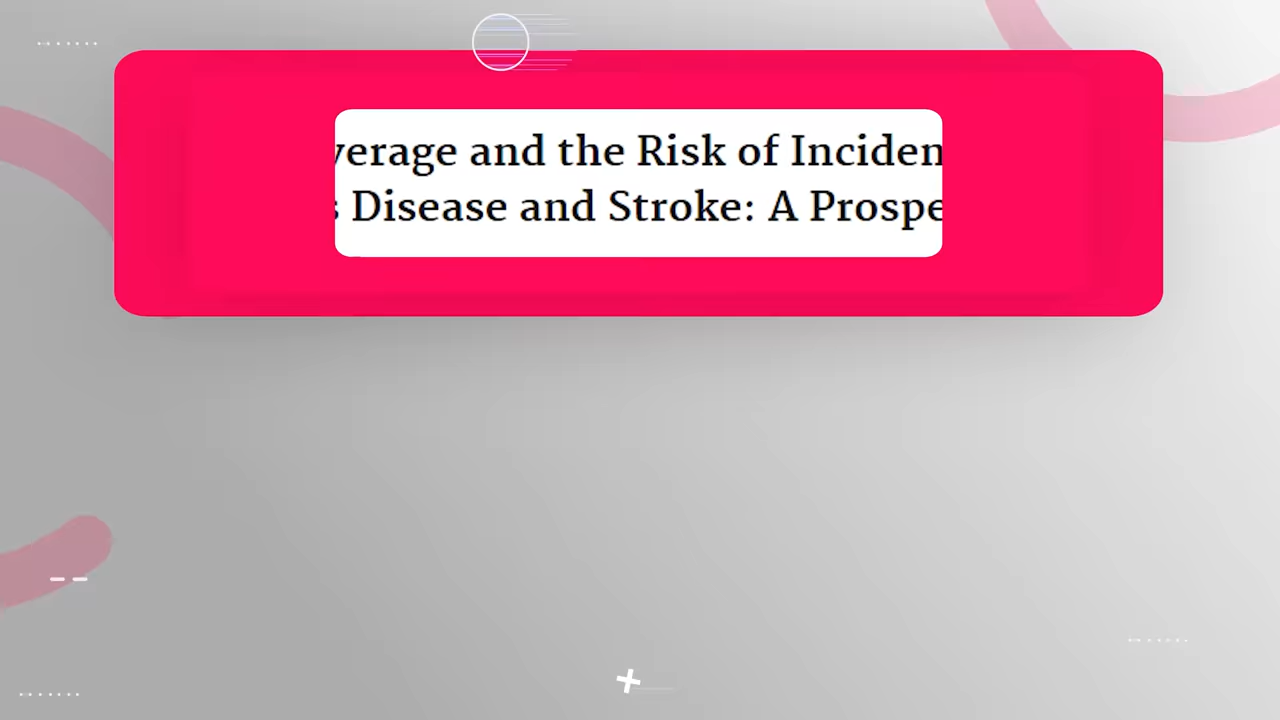 verage and the Risk of Inciden
s Disease and Stroke: A Prospe